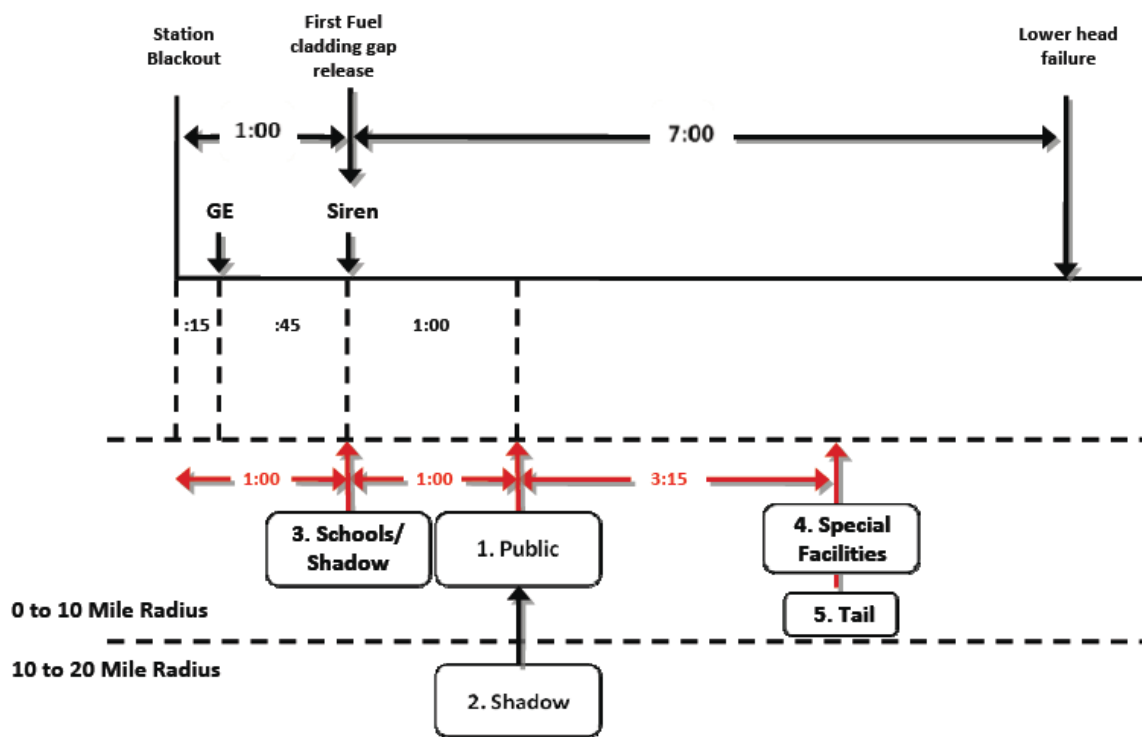 Station
Blackout
First Fuel
cladding gap
release
Lower head
failure
1:00
7:00
GE
Siren
:15
:45
1:00
1:00
1:00
3:15
3. Schools/
Shadow
1. Public
4. Special
Facilities
5. Tail
0 to 10 Mile Radius
10 to 20 Mile Radius
2. Shadow